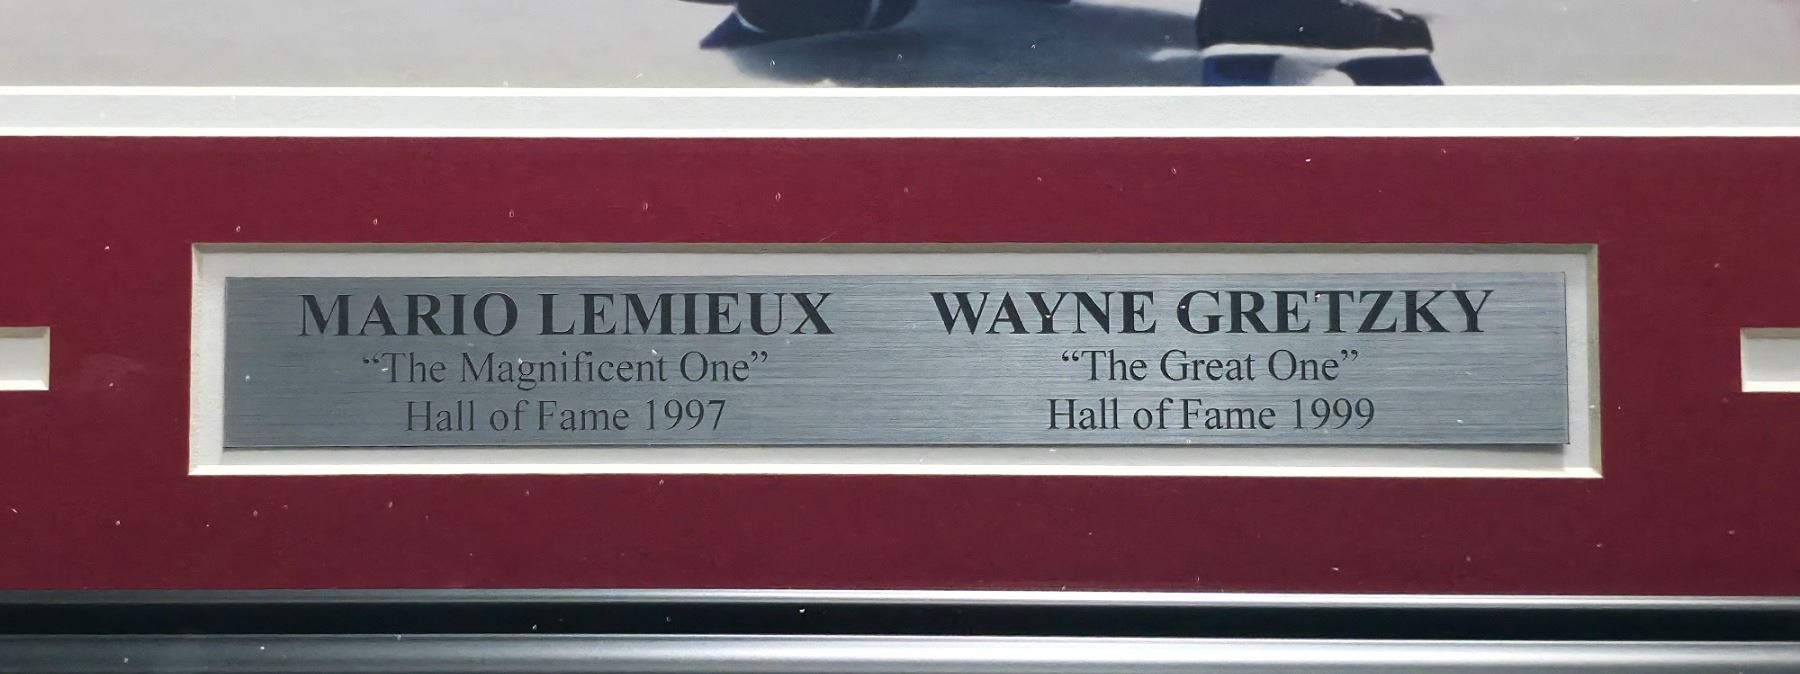 MARIO LEMIEUX
“The Magnificent One”
Hall of Fame 1997
WAYNE GRETZKY
“The Great One”
Hall of Fame 1999